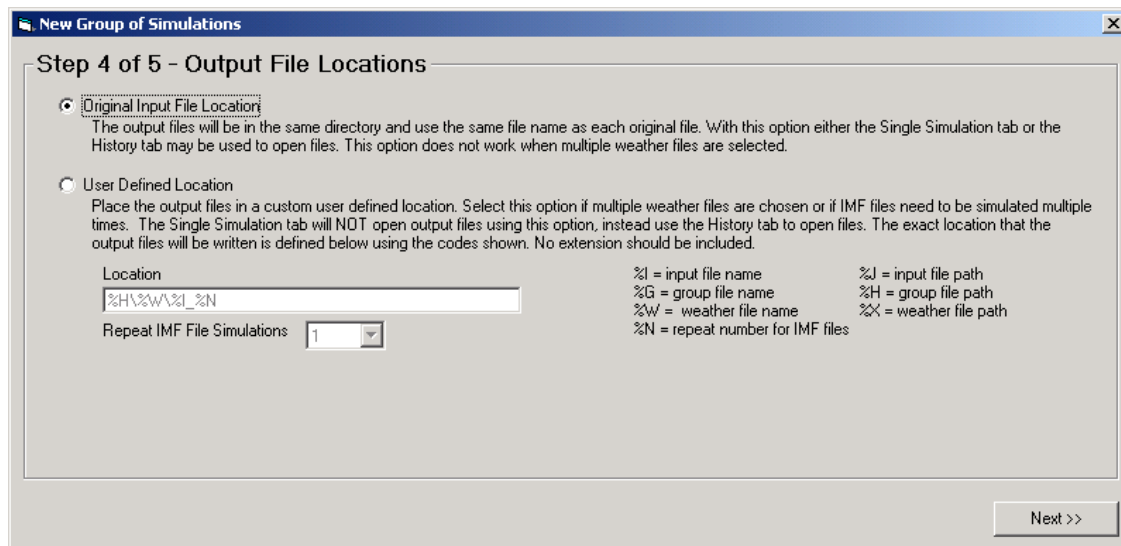 New Group of Simulations
Step 4 of 5 - Output File Locations
Original Input File Location
The output files will be in the same directory and use the same file name as each original file. With this option either the Single Simulation tab or the
History tab may be used to open files. This option does not work when multiple weather files are selected.
User Defined Location
Place the output files in a custom user defined location. Select this option if multiple weather files are chosen or if IMF files need to be simulated multiple
times. The Single Simulation tab will NOT open output files using this option, instead use the History tab to open files. The exact location that the
output files will be written is defined below using the codes shown. No extension should be included.
Location
%H\%W\%I_%N
Repeat IMF File Simulations 1
%I = input file name %J = input file path
%G = group file name %H = group file path
%W = weather file name %X = weather file path
%N = repeat number for IMF files
Next >>